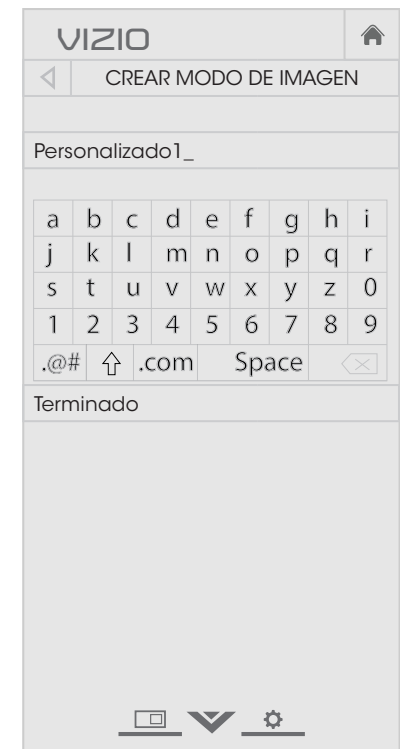 VIZIO
CREAR MODO DE IMAGEN
Personalizado1_
a b c d e f g h i
j k l m n o p q r
s t u v w x y z 0
1 2 3 4 5 6 7 8 9
.@# .com Space
Terminado